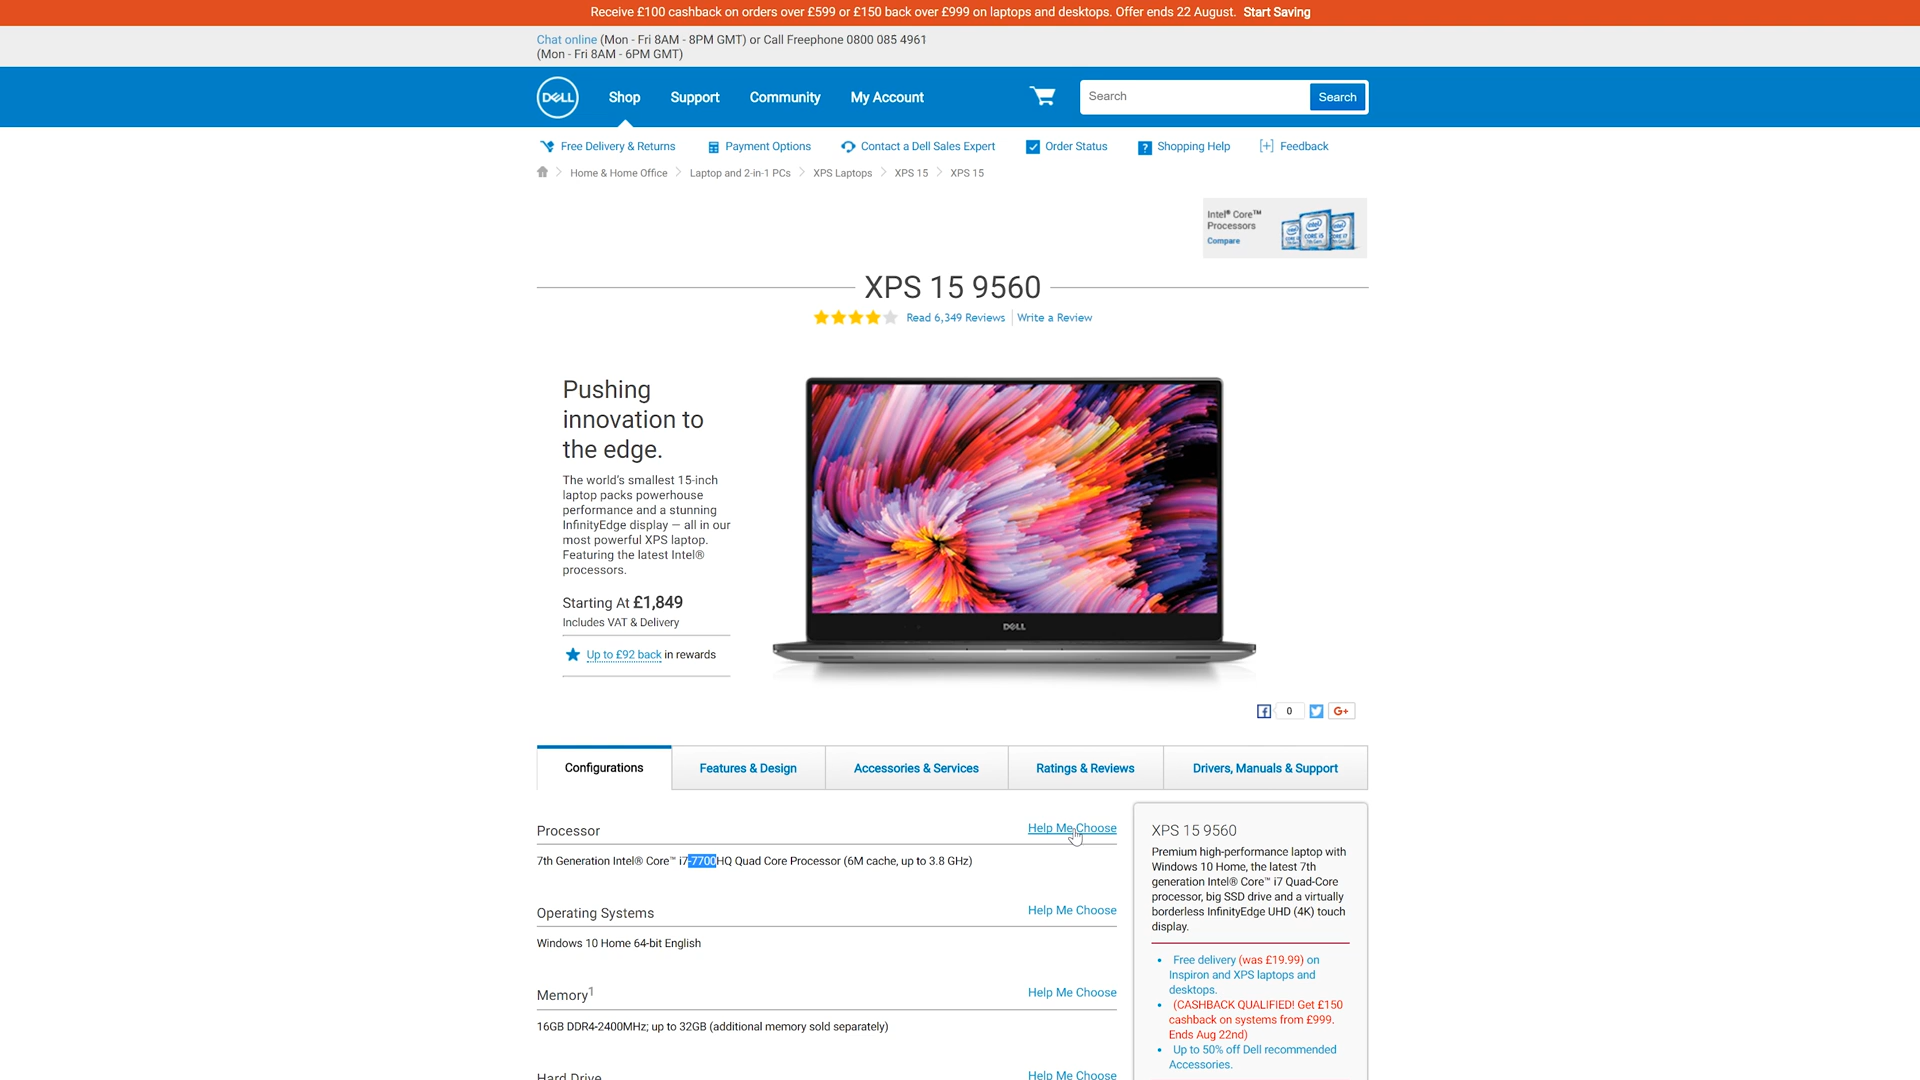 Receive £100 cashback on orders over £599 or £150 back over £999 on laptops and desktops. Offer ends 22 August. Start Saving
Chat online (Mon - Fri 8AM - 8PM GMT) or Call Freephone 0800 085 4961
(Mon - Fri 8AM - 6PM GMT)
DELL Shop Support Community My Account Search Search
Free Delivery & Returns Payment Options Contact a Dell Sales Expert Order Status Shopping Help [+] Feedback
Home & Home Office Laptop and 2-in-1 PCs XPS Laptops XPS 15 XPS 15
Intel® Core™
Processors
Compare
XPS 15 9560
Read 6,349 Reviews Write a Review
Pushing
innovation to
the edge.
The world's smallest 15-inch
laptop packs powerhouse
performance and a stunning
InfinityEdge display — all in our
most powerful XPS laptop.
Featuring the latest Intel®
processors.
Starting At £1,849
Includes VAT & Delivery
Up to £92 back in rewards
DELL
0 G+
Configurations Features & Design Accessories & Services Ratings & Reviews Drivers, Manuals & Support
Processor Help Me Choose
7th Generation Intel® Core™ i7-7700HQ Quad Core Processor (6M cache, up to 3.8 GHz)
Operating Systems Help Me Choose
Windows 10 Home 64-bit English
Memory1 Help Me Choose
16GB DDR4-2400MHz; up to 32GB (additional memory sold separately)
Hard Drive Help Me Choose
XPS 15 9560
Premium high-performance laptop with
Windows 10 Home, the latest 7th
generation Intel® Core™ i7 Quad-Core
processor, big SSD drive and a virtually
borderless InfinityEdge UHD (4K) touch
display.
• Free delivery (was £19.99) on
Inspiron and XPS laptops and
desktops.
• (CASHBACK QUALIFIED! Get £150
cashback on systems from £999.
Ends Aug 22nd)
• Up to 50% off Dell recommended
Accessories.